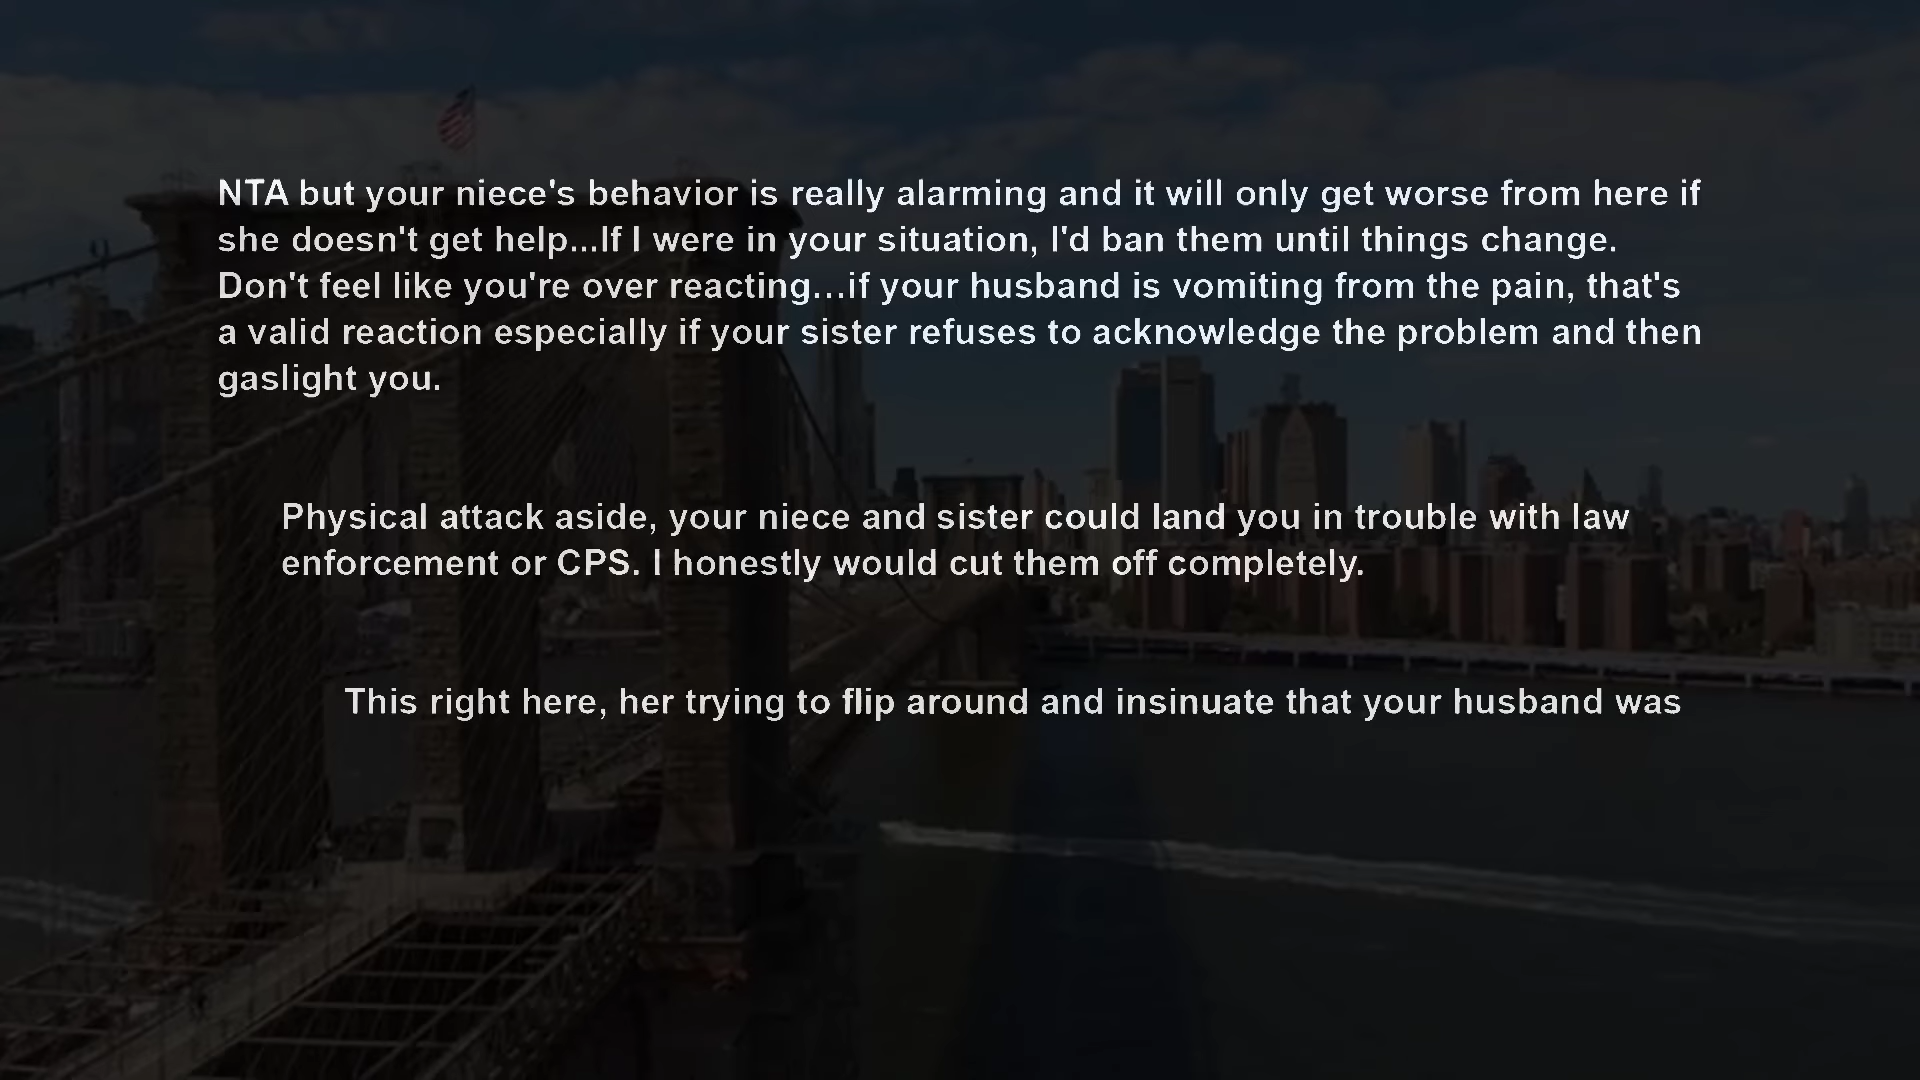 NTA but your niece's behavior is really alarming and it will only get worse from here if
she doesn't get help...If I were in your situation, I'd ban them until things change.
Don't feel like you're over reacting...if your husband is vomiting from the pain, that's
a valid reaction especially if your sister refuses to acknowledge the problem and then
gaslight you.
Physical attack aside, your niece and sister could land you in trouble with law
enforcement or CPS. I honestly would cut them off completely.
This right here, her trying to flip around and insinuate that your husband was